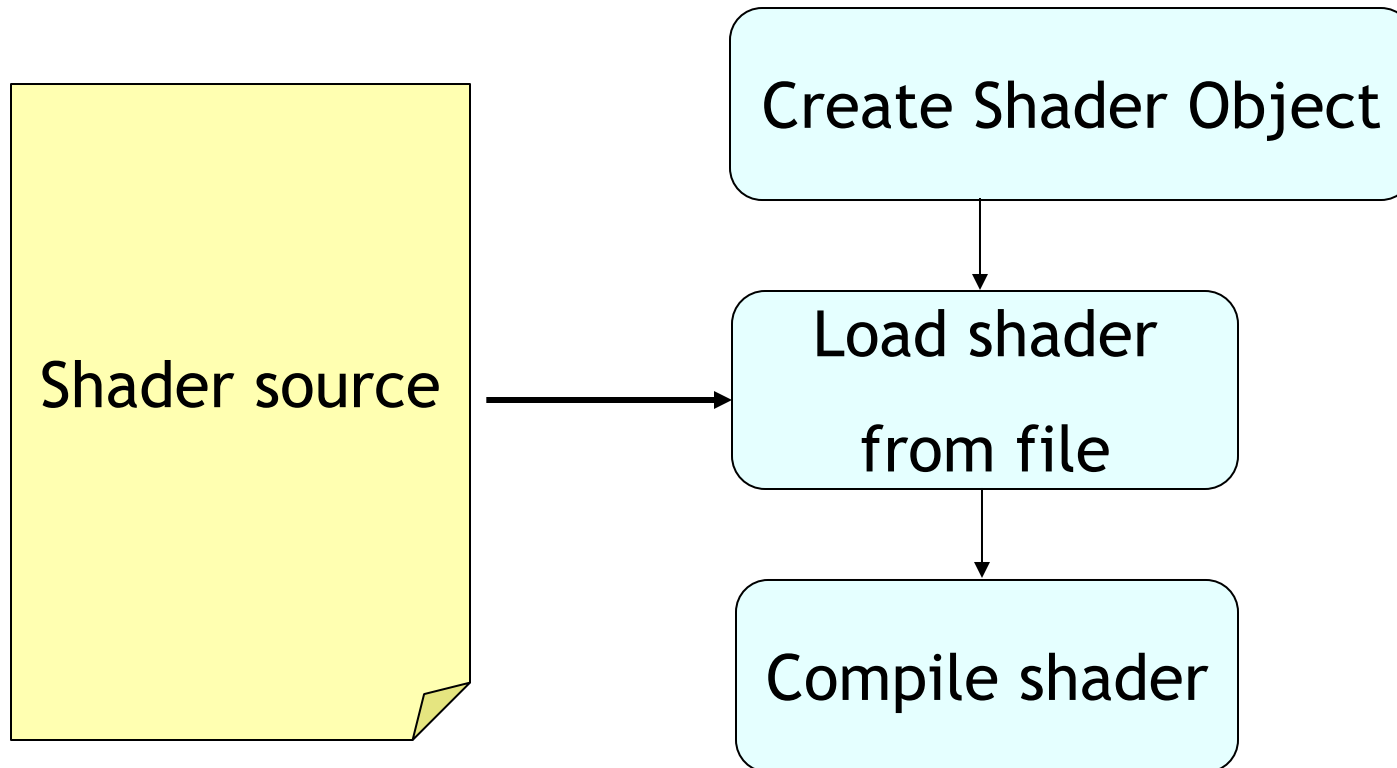 Create Shader Object
Shader source
Load shader
from file
Compile shader